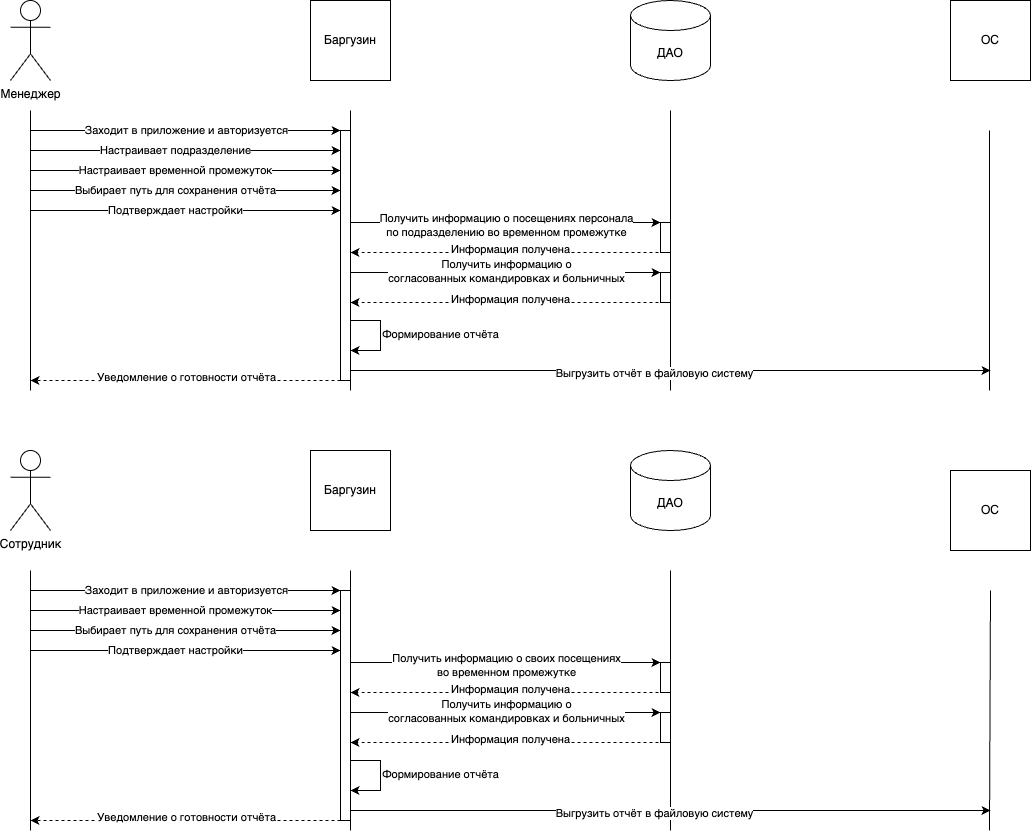 Баргузин
ДАО
ОС
Менеджер
Заходит в приложение и авторизуется
Настраивает подразделение
Настраивает временной промежуток
Выбирает путь для сохранения отчёта
Подтверждает настройки
Получить информацию о посещениях персонала
по подразделению во временном промежутке
Информация получена
Получить информацию о
согласованных командировках и больничных
Информация получена
Формирование отчёта
Выгрузить отчёт в файловую систему
Уведомление о готовности отчёта
Баргузин
ДАО
ОС
Сотрудник
Заходит в приложение и авторизуется
Настраивает временной промежуток
Выбирает путь для сохранения отчёта
Подтверждает настройки
Получить информацию о своих посещениях
во временном промежутке
Информация получена
Получить информацию о
согласованных командировках и больничных
Информация получена
Формирование отчёта
Выгрузить отчёт в файловую систему
Уведомление о готовности отчёта